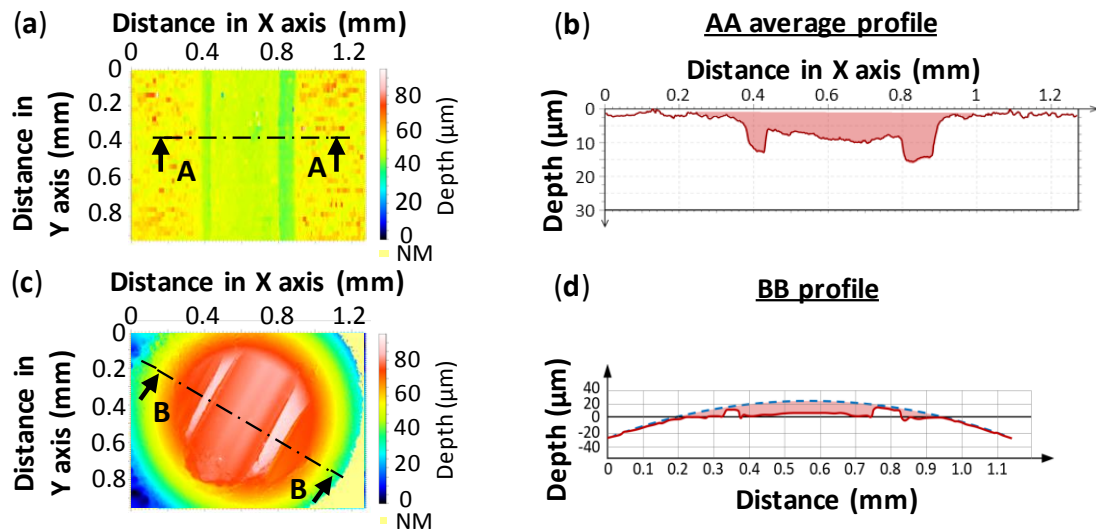 (a)
Distance in X axis (mm)
0 0.4 0.8 1.2
Distance in
Y axis (mm)
0
0.2
0.4
0.6
0.8
A A
80
60
40
20
0
Depth (µm)
NM
(b)
AA average profile
Distance in X axis (mm)
0 0.2 0.4 0.6 0.8 1 1.2
Depth (µm)
0
10
20
30
(c)
Distance in X axis (mm)
0 0.4 0.8 1.2
Distance in
Y axis (mm)
0
0.2
0.4
0.6
0.8
B
B
80
60
40
20
0
Depth (µm)
NM
(d)
BB profile
Depth (µm)
40
20
0
-20
-40
0 0.1 0.2 0.3 0.4 0.5 0.6 0.7 0.8 0.9 1.0 1.1
Distance (mm)